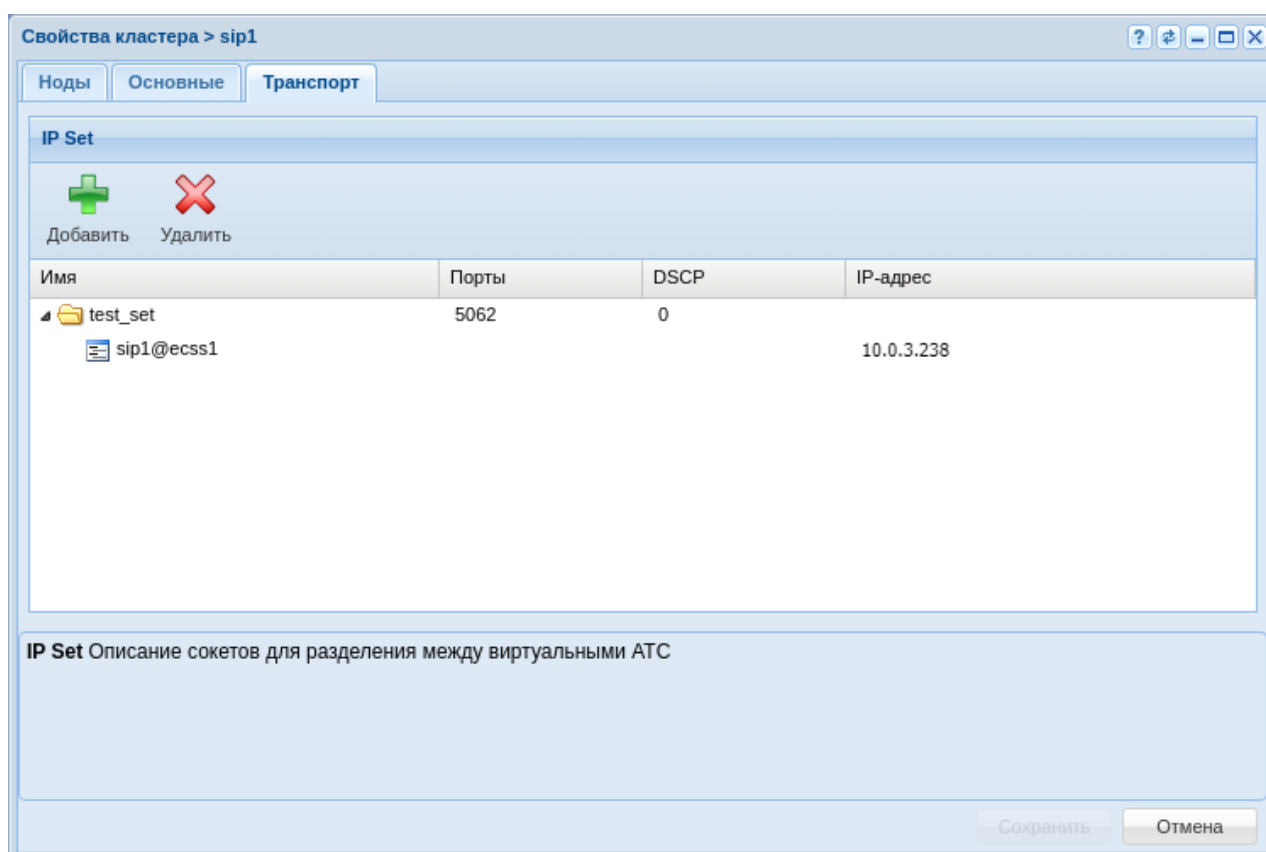 Свойства кластера > sip1
Ноды Основные Транспорт
IP Set
Добавить Удалить
Имя Порты DSCP IP-адрес
test_set 5062 0
sip1@ecss1 10.0.3.238
IP Set Описание сокетов для разделения между виртуальными АТС
Сохранить Отмена